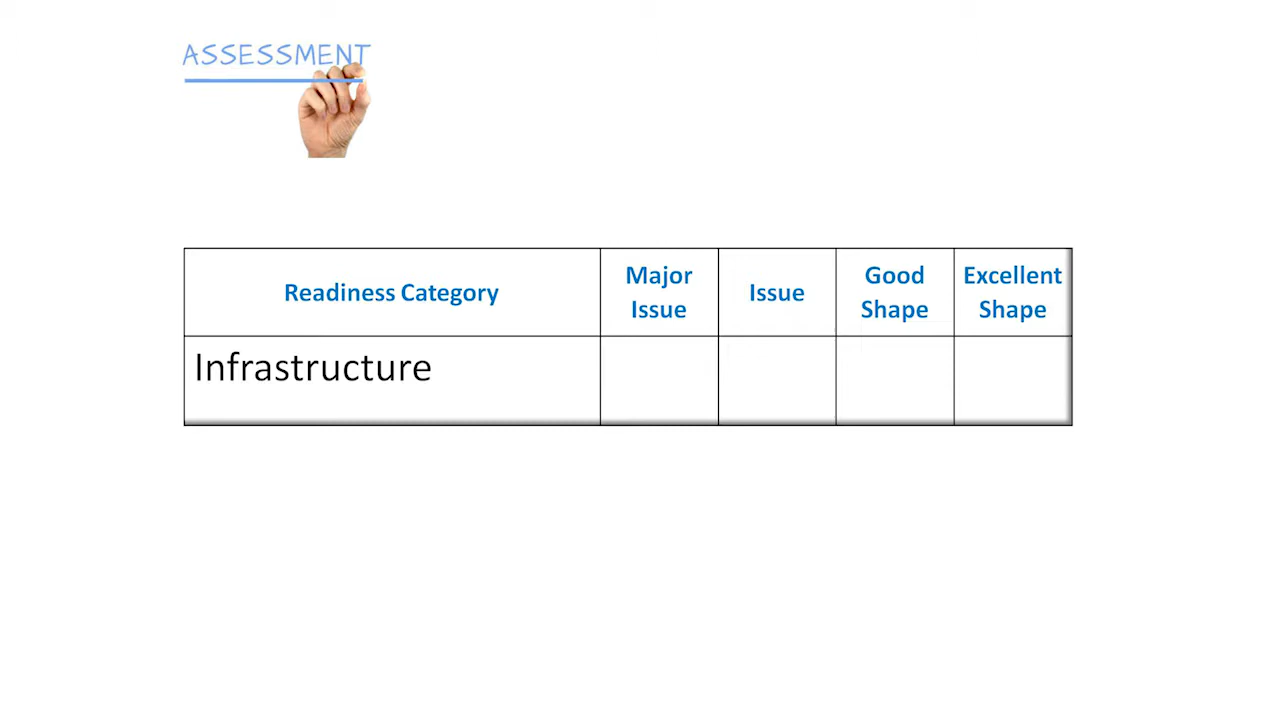 ASSESSMENT
Readiness Category
Major
Issue
Issue
Good
Shape
Excellent
Shape
Infrastructure